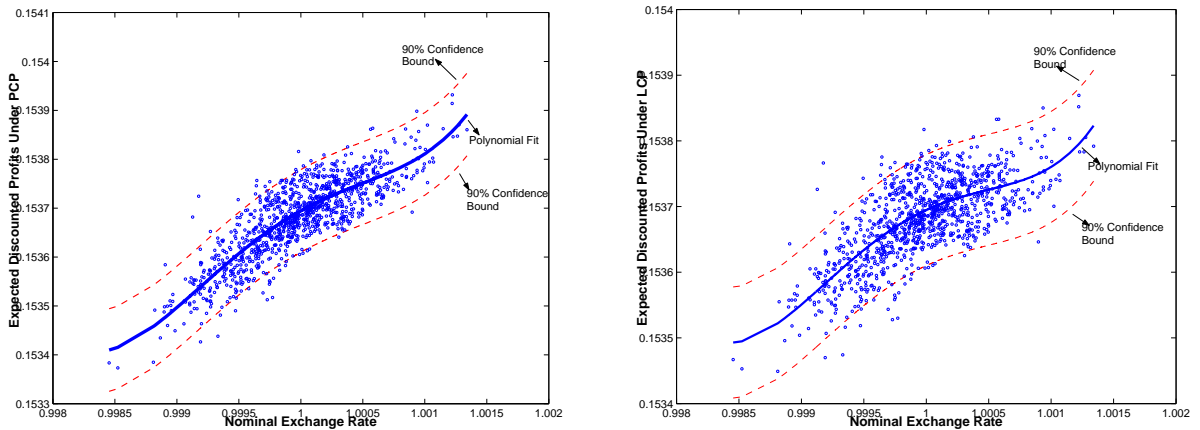 0.1541
0.154
0.1539
0.1538
0.1537
0.1536
0.1535
0.1534
0.1533
Expected Discounted Profits Under PCP
90% Confidence
Bound
Polynomial Fit
90% Confidence
Bound
0.998
0.9985
0.999
0.9995
1
1.0005
1.001
1.0015
1.002
Nominal Exchange Rate
0.154
0.1539
0.1538
0.1537
0.1536
0.1535
0.1534
Expected Discounted Profits Under LCP
90% Confidence
Bound
Polynomial Fit
90% Confidence
Bound
0.998
0.9985
0.999
0.9995
1
1.0005
1.001
1.0015
1.002
Nominal Exchange Rate